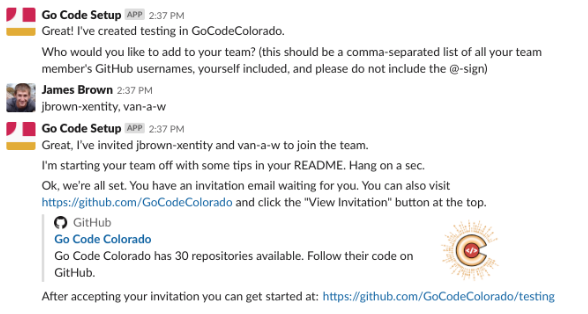 Go Code Setup APP 2:37 PM
Great! I've created testing in GoCodeColorado.
Who would you like to add to your team? (this should be a comma-separated list of all your team
member's GitHub usernames, yourself included, and please do not include the @-sign)
James Brown 2:37 PM
jbrown-xentity, van-a-w
Go Code Setup APP 2:37 PM
Great, I've invited jbrown-xentity and van-a-w to join the team.
I'm starting your team off with some tips in your README. Hang on a sec.
Ok, we're all set. You have an invitation email waiting for you. You can also visit
https://github.com/GoCodeColorado and click the "View Invitation" button at the top.
GitHub
Go Code Colorado
Go Code Colorado has 30 repositories available. Follow their code on
GitHub.
After accepting your invitation you can get started at: https://github.com/GoCodeColorado/testing